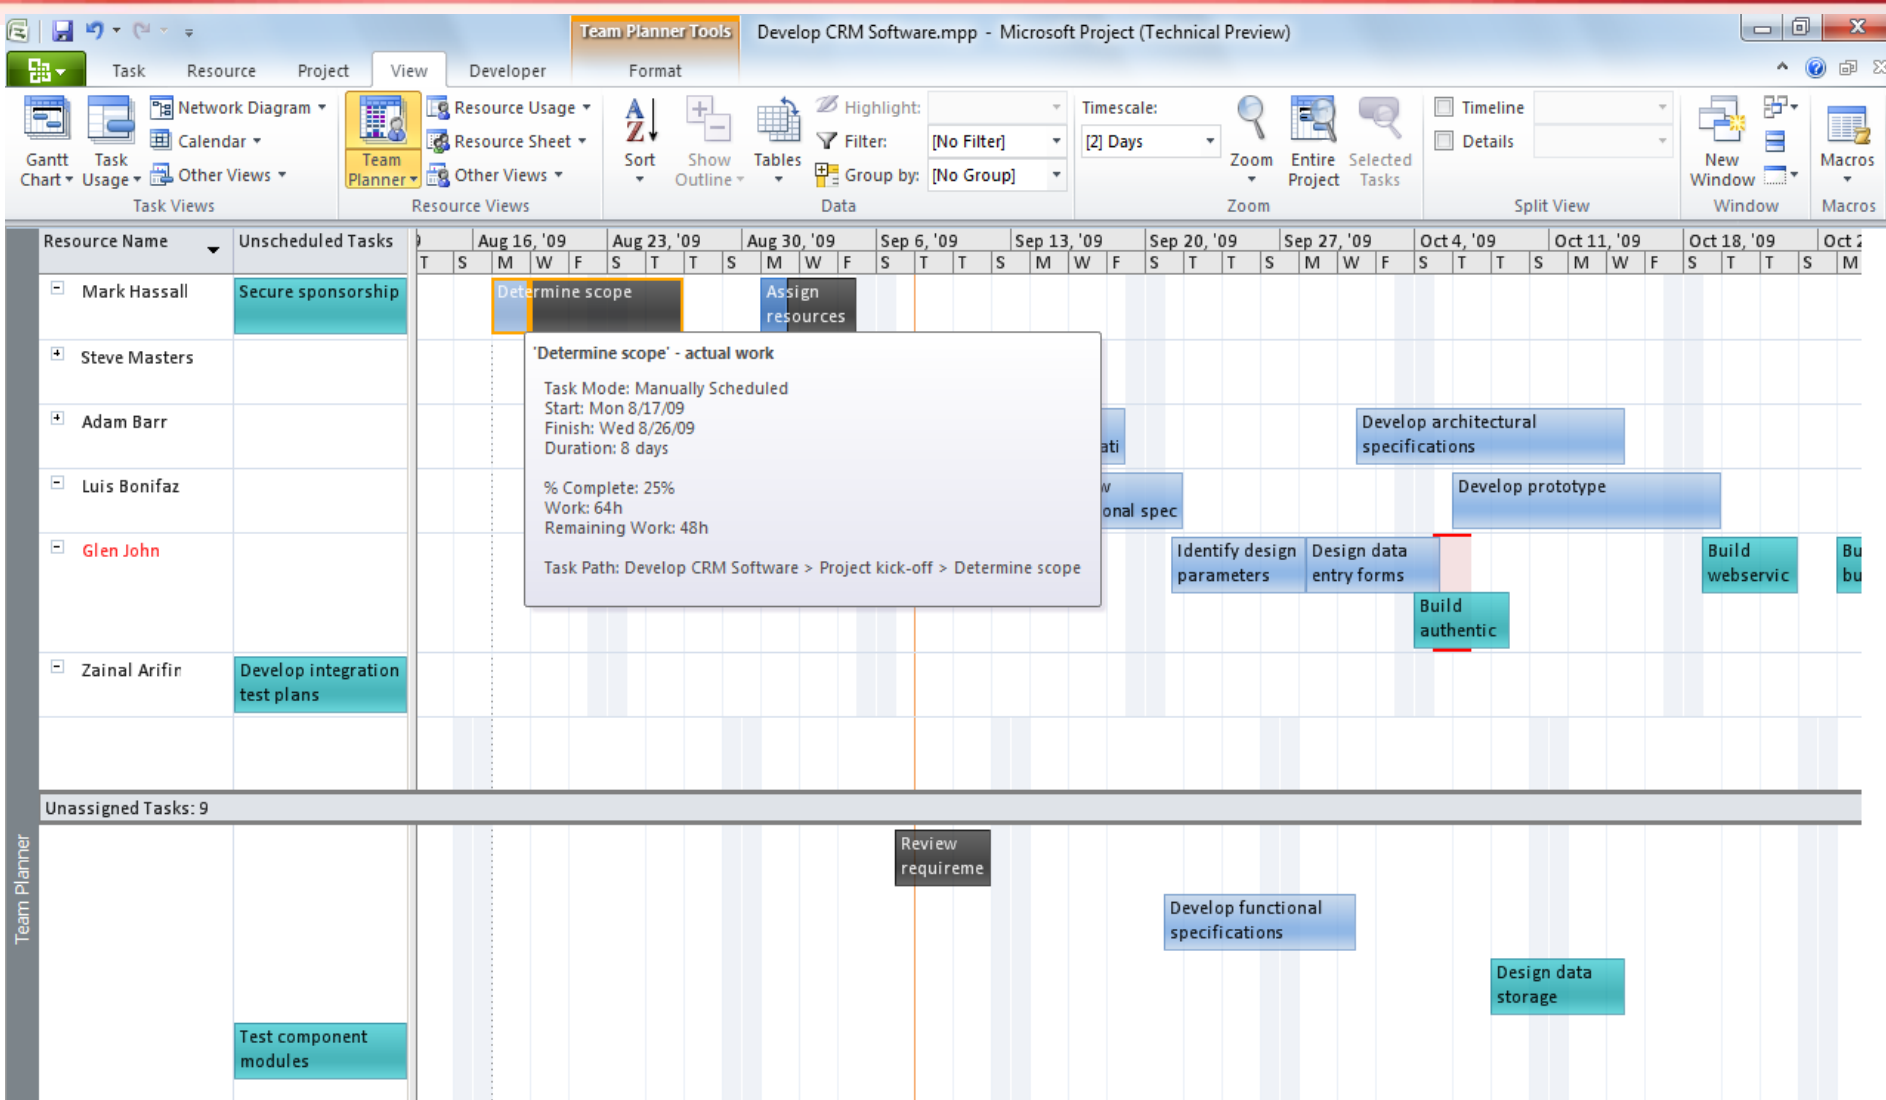 Team Planner Tools
Develop CRM Software.mpp - Microsoft Project (Technical Preview)
Task Resource Project View Developer Format
Gantt Chart
Task Usage
Network Diagram
Calendar
Other Views
Task Views
Team Planner
Resource Usage
Resource Sheet
Other Views
Resource Views
A
Z
Sort
Show Outline
Tables
Highlight:
Filter: [No Filter]
Group by: [No Group]
Data
Timescale:
[2] Days
Zoom
Entire Project
Selected Tasks
Zoom
Timeline
Details
Split View
New Window
Window
Macros
Macros
Resource Name Unscheduled Tasks
Aug 16, '09 Aug 23, '09 Aug 30, '09 Sep 6, '09 Sep 13, '09 Sep 20, '09 Sep 27, '09 Oct 4, '09 Oct 11, '09 Oct 18, '09 Oct 2
T S M W F S T T S M W F S T T S M W F S T T S M W F S T T S M W F S T T S M
Mark Hassall
Secure sponsorship
Determine scope
Assign
resources
Steve Masters
'Determine scope' - actual work
Task Mode: Manually Scheduled
Start: Mon 8/17/09
Finish: Wed 8/26/09
Duration: 8 days
% Complete: 25%
Work: 64h
Remaining Work: 48h
Task Path: Develop CRM Software > Project kick-off > Determine scope
Adam Barr
ati
Develop architectural
specifications
Luis Bonifaz
w
onal spec
Develop prototype
Glen John
Identify design
parameters
Design data
entry forms
Build
authentic
Build
webservic
Bu
bu
Zainal Arifin
Develop integration
test plans
Unassigned Tasks: 9
Team Planner
Review
requireme
Develop functional
specifications
Design data
storage
Test component
modules